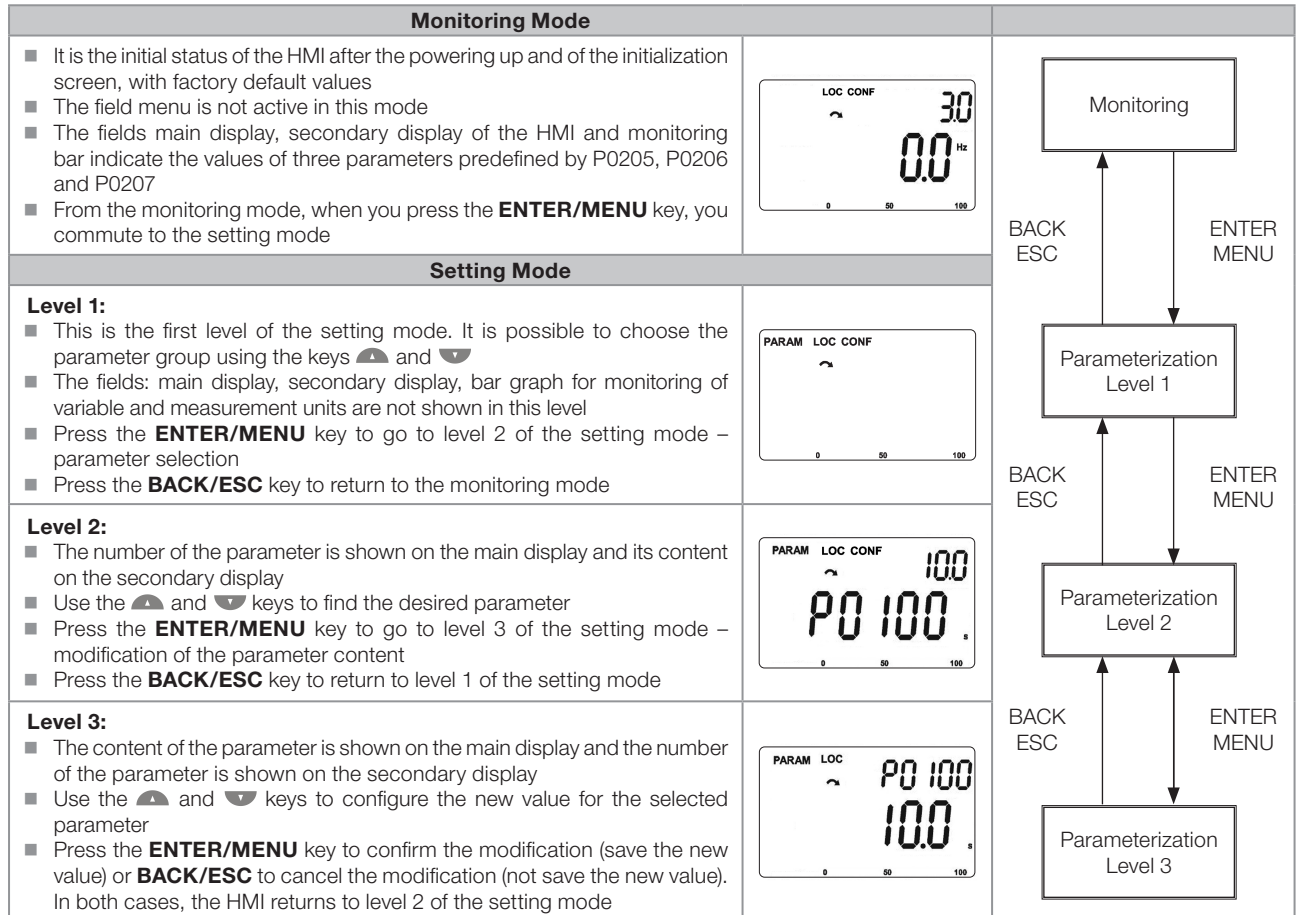 Monitoring Mode
It is the initial status of the HMI after the powering up and of the initialization
screen, with factory default values
The field menu is not active in this mode
The fields main display, secondary display of the HMI and monitoring
bar indicate the values of three parameters predefined by P0205, P0206
and P0207
From the monitoring mode, when you press the ENTER/MENU key, you
commute to the setting mode
LOC CONF
3.0
0.0 Hz
0 50 100
Setting Mode
Level 1:
This is the first level of the setting mode. It is possible to choose the
parameter group using the keys and
The fields: main display, secondary display, bar graph for monitoring of
variable and measurement units are not shown in this level
Press the ENTER/MENU key to go to level 2 of the setting mode –
parameter selection
Press the BACK/ESC key to return to the monitoring mode
PARAM LOC CONF
0 50 100
Level 2:
The number of the parameter is shown on the main display and its content
on the secondary display
Use the and keys to find the desired parameter
Press the ENTER/MENU key to go to level 3 of the setting mode –
modification of the parameter content
Press the BACK/ESC key to return to level 1 of the setting mode
PARAM LOC CONF
10.0
P0100 s
0 50 100
Level 3:
The content of the parameter is shown on the main display and the number
of the parameter is shown on the secondary display
Use the and keys to configure the new value for the selected
parameter
Press the ENTER/MENU key to confirm the modification (save the new
value) or BACK/ESC to cancel the modification (not save the new value).
In both cases, the HMI returns to level 2 of the setting mode
PARAM LOC
P0100
10.0 s
0 50 100
Monitoring
BACK
ESC
ENTER
MENU
Parameterization
Level 1
BACK
ESC
ENTER
MENU
Parameterization
Level 2
BACK
ESC
ENTER
MENU
Parameterization
Level 3